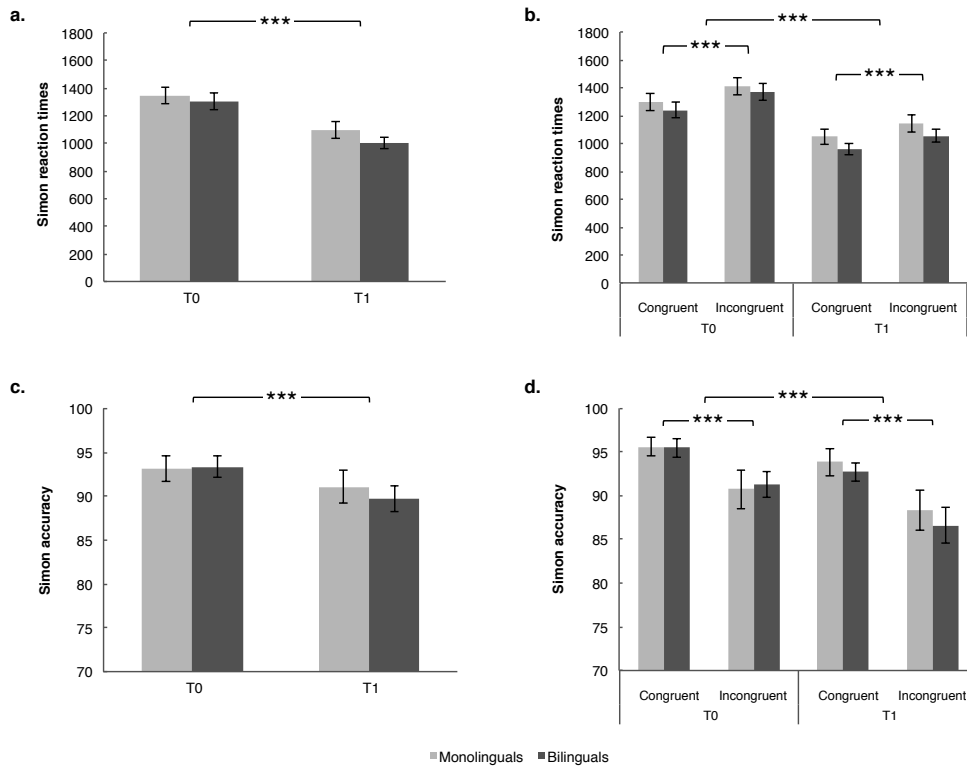 a.
***
Simon reaction times
1800
1600
1400
1200
1000
800
600
400
200
0
T0 T1
b.
***
***
***
Simon reaction times
1800
1600
1400
1200
1000
800
600
400
200
0
Congruent Incongruent Congruent Incongruent
T0 T1
c.
***
Simon accuracy
100
95
90
85
80
75
70
T0 T1
d.
***
*** ***
Simon accuracy
100
95
90
85
80
75
70
Congruent Incongruent Congruent Incongruent
T0 T1
Monolinguals Bilinguals